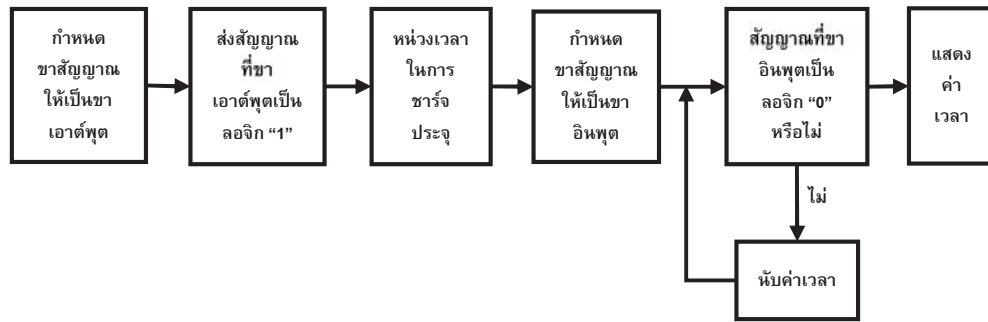 กำหนด
ขาสัญญาณ
ให้เป็นขา
เอาต์พุต
ส่งสัญญาณ
ที่ขา
เอาต์พุตเป็น
ลอจิก “1”
หน่วงเวลา
ในการ
ชาร์จ
ประจุ
กำหนด
ขาสัญญาณ
ให้เป็นขา
อินพุต
สัญญาณที่ขา
อินพุตเป็น
ลอจิก “0”
หรือไม่
แสดง
ค่า
เวลา
ไม่
นับค่าเวลา